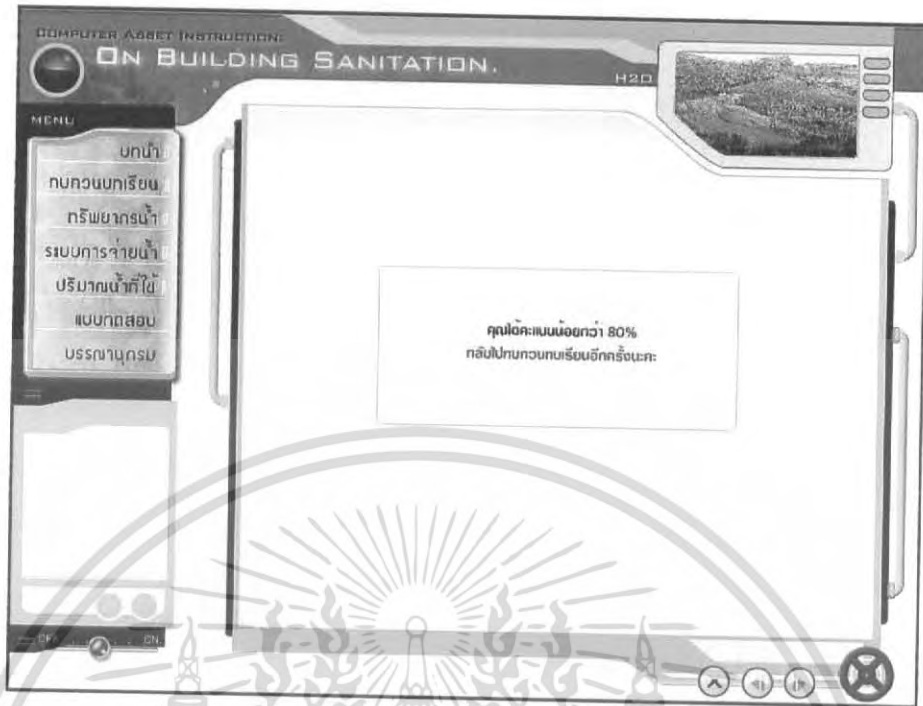 COMPUTER ASSET INSTRUCTION:
ON BUILDING SANITATION.
H2O
MENU
บทนำ
ทบทวนบทเรียน
ทรัพยากรน้ำ
ระบบการจ่ายน้ำ
ปริมาณน้ำที่ใช้
แบบทดสอบ
บรรณานุกรม
คุณได้คะแนนน้อยกว่า 80%
กลับไปทบทวนบทเรียนอีกครั้งนะคะ
OFF
ON